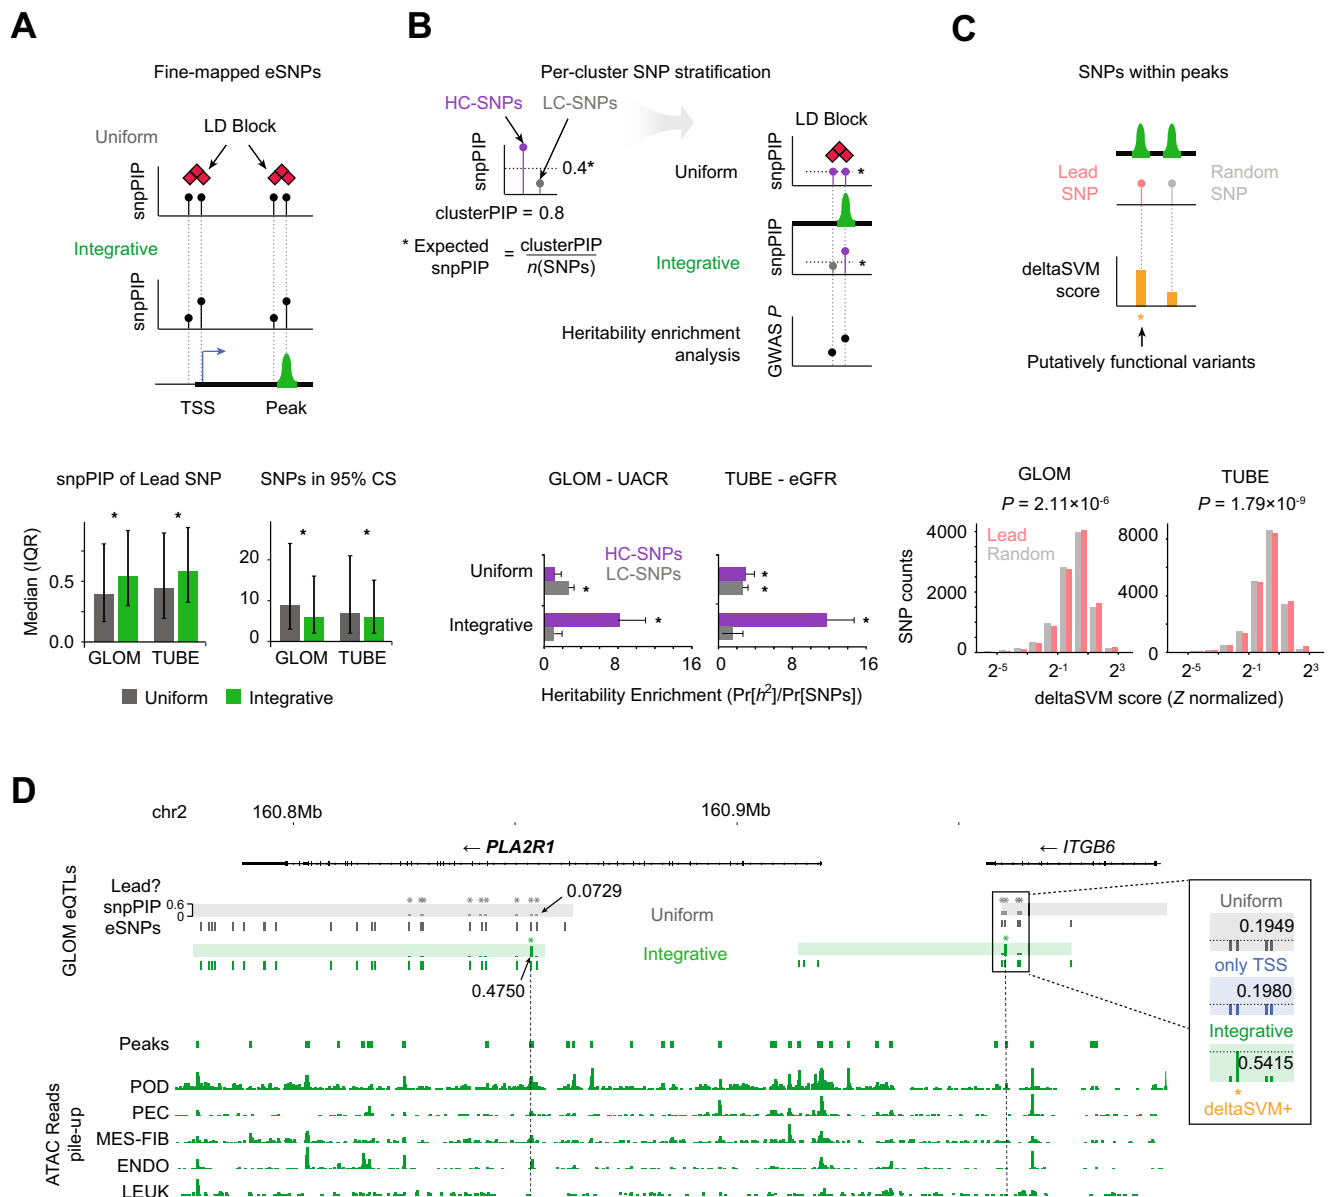 A
Fine-mapped eSNPs
Uniform
LD Block
snpPIP
Integrative
snpPIP
TSS
Peak
snpPIP of Lead SNP
SNPs in 95% CS
Median (IQR)
0.5
0.0
*
*
GLOM
TUBE
20
10
0
*
*
GLOM
TUBE
Uniform
Integrative
B
Per-cluster SNP stratification
HC-SNPs
LC-SNPs
snpPIP
0.4*
clusterPIP = 0.8
* Expected snpPIP = clusterPIP / n(SNPs)
LD Block
Uniform
snpPIP
*
Integrative
snpPIP
*
Heritability enrichment
analysis
GWAS P
GLOM - UACR
TUBE - eGFR
HC-SNPs
LC-SNPs
Uniform
*
*
*
Integrative
*
*
0
8
16
0
8
16
Heritability Enrichment (Pr[h²]/Pr[SNPs])
C
SNPs within peaks
Lead
SNP
Random
SNP
deltaSVM
score
*
Putatively functional variants
GLOM
P = 2.11×10⁻⁶
TUBE
P = 1.79×10⁻⁹
SNP counts
4000
2000
0
Lead
Random
8000
4000
0
2⁻⁵
2⁻¹
2³
2⁻⁵
2⁻¹
2³
deltaSVM score (Z normalized)
D
chr2
160.8Mb
160.9Mb
← PLA2R1
← ITGB6
GLOM eQTLs
Lead?
snpPIP
0.6
0
eSNPs
0.0729
Uniform
Integrative
0.4750
Uniform
0.1949
only TSS
0.1980
Integrative
0.5415
*
deltaSVM+
Peaks
ATAC Reads
pile-up
POD
PEC
MES-FIB
ENDO
LEUK